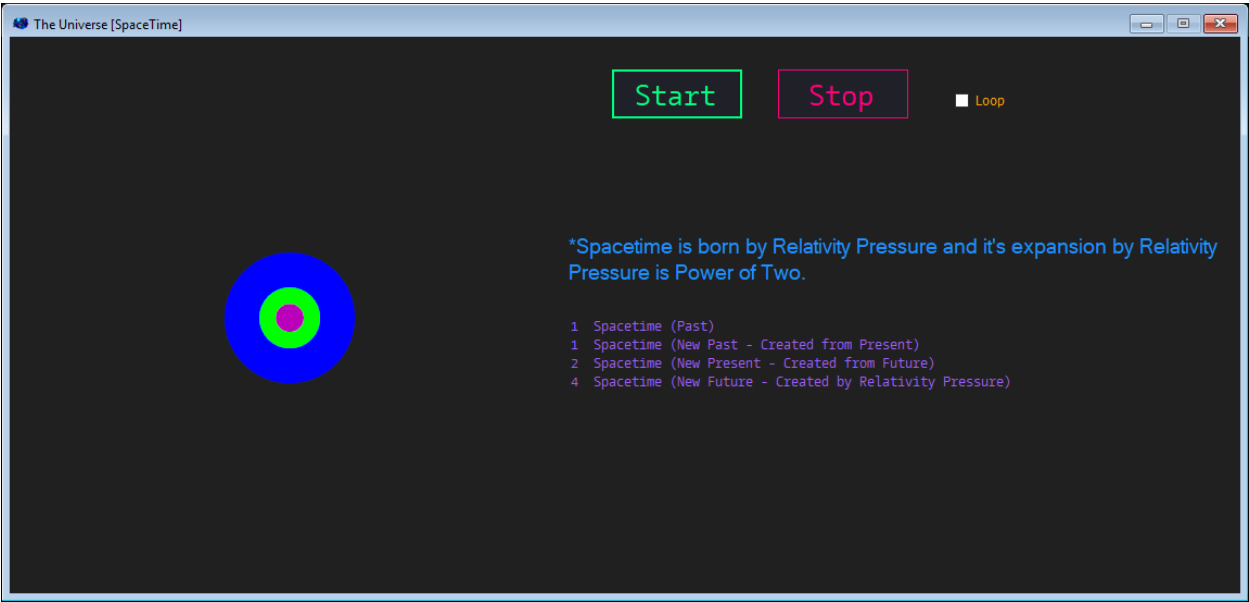 The Universe [SpaceTime]
Start
Stop
Loop
*Spacetime is born by Relativity Pressure and it's expansion by Relativity
Pressure is Power of Two.
1 Spacetime (Past)
1 Spacetime (New Past - Created from Present)
2 Spacetime (New Present - Created from Future)
4 Spacetime (New Future - Created by Relativity Pressure)